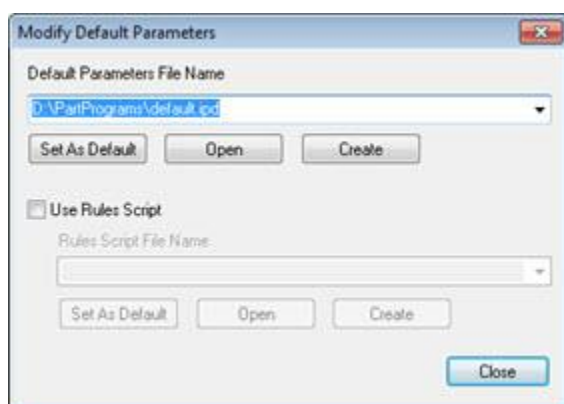 Modify Default Parameters
Default Parameters File Name
D:\PartPrograms\default.ipd
Set As Default Open Create
Use Rules Script
Rules Script File Name
Set As Default Open Create
Close